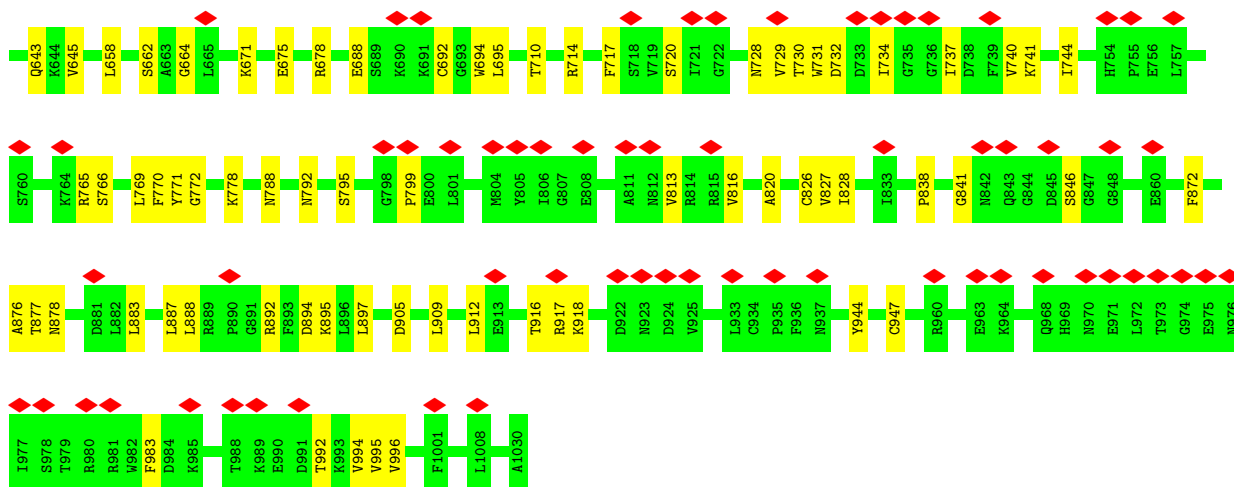 Q643 K644 V645 L658 S662 A663 G664 L665 K671 E675 R678 E688 S689 K690 K691 C692 G693 W694 L695 T710 R714 F717 S718 V719 S720 I721 G722 N728 V729 T730 W731 D732 D733 I734 G735 G736 I737 D738 F739 V740 K741 I744 H754 P755 E756 L757
S760 K764 R765 S766 L769 F770 Y771 G772 K778 N788 N792 S795 G798 P799 E800 L801 M804 Y805 I806 G807 E808 A811 N812 V813 R814 R815 V816 A820 C826 V827 I828 I833 P838 G841 N842 Q843 G844 D845 S846 G847 G848 E860 F872
A876 T877 N878 D881 L882 L883 L887 L888 R889 P890 G891 R892 F893 D894 K895 L896 L897 D905 L909 L912 E913 T916 R917 K918 D922 N923 D924 V925 L933 C934 P935 F936 N937 Y944 C947 R960 E963 K964 Q968 H969 N970 E971 L972 T973 G974 E975 N976
I977 S978 T979 R980 R981 W982 F983 D984 K985 T988 K989 E990 D991 T992 K993 V994 V995 V996 F1001 L1008 A1030